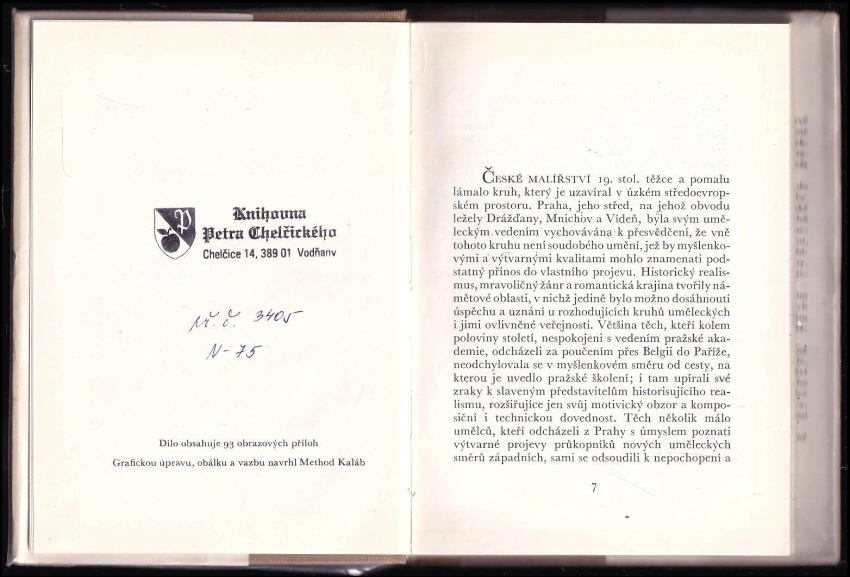 P
Knihovna
Petra Chelčického
Chelčice 14, 389 01 Vodňany
Př. č. 3405
N-75
Dílo obsahuje 93 obrazových příloh
Grafickou úpravu, obálku a vazbu navrhl Method Kaláb
České malířství 19. stol. těžce a pomalu
lámalo kruh, který je uzavíral v úzkém středoevrop-
ském prostoru. Praha, jeho střed, na jehož obvodu
ležely Drážďany, Mnichov a Vídeň, byla svým umě-
leckým vedením vychovávána k přesvědčení, že vně
tohoto kruhu není soudobého umění, jež by myšlenko-
vými a výtvarnými kvalitami mohlo znamenati pod-
statný přínos do vlastního projevu. Historický realis-
mus, mravoličný žánr a romantická krajina tvořily ná-
mětové oblasti, v nichž jedině bylo možno dosáhnouti
úspěchu a uznání u rozhodujících kruhů uměleckých
i jimi ovlivněné veřejnosti. Většina těch, kteří kolem
poloviny století, nespokojeni s vedením pražské aka-
demie, odcházeli za poučením přes Belgii do Paříže,
neodchylovala se v myšlenkovém směru od cesty, na
kterou je uvedlo pražské školení; i tam upírali své
zraky k slaveným představitelům historisujícího rea-
lismu, rozšiřujíce jen svůj motivický obzor a kompo-
siční i technickou dovednost. Těch několik málo
umělců, kteří odcházeli z Prahy s úmyslem poznati
výtvarné projevy průkopníků nových uměleckých
směrů západních, sami se odsoudili k nepochopení a
7